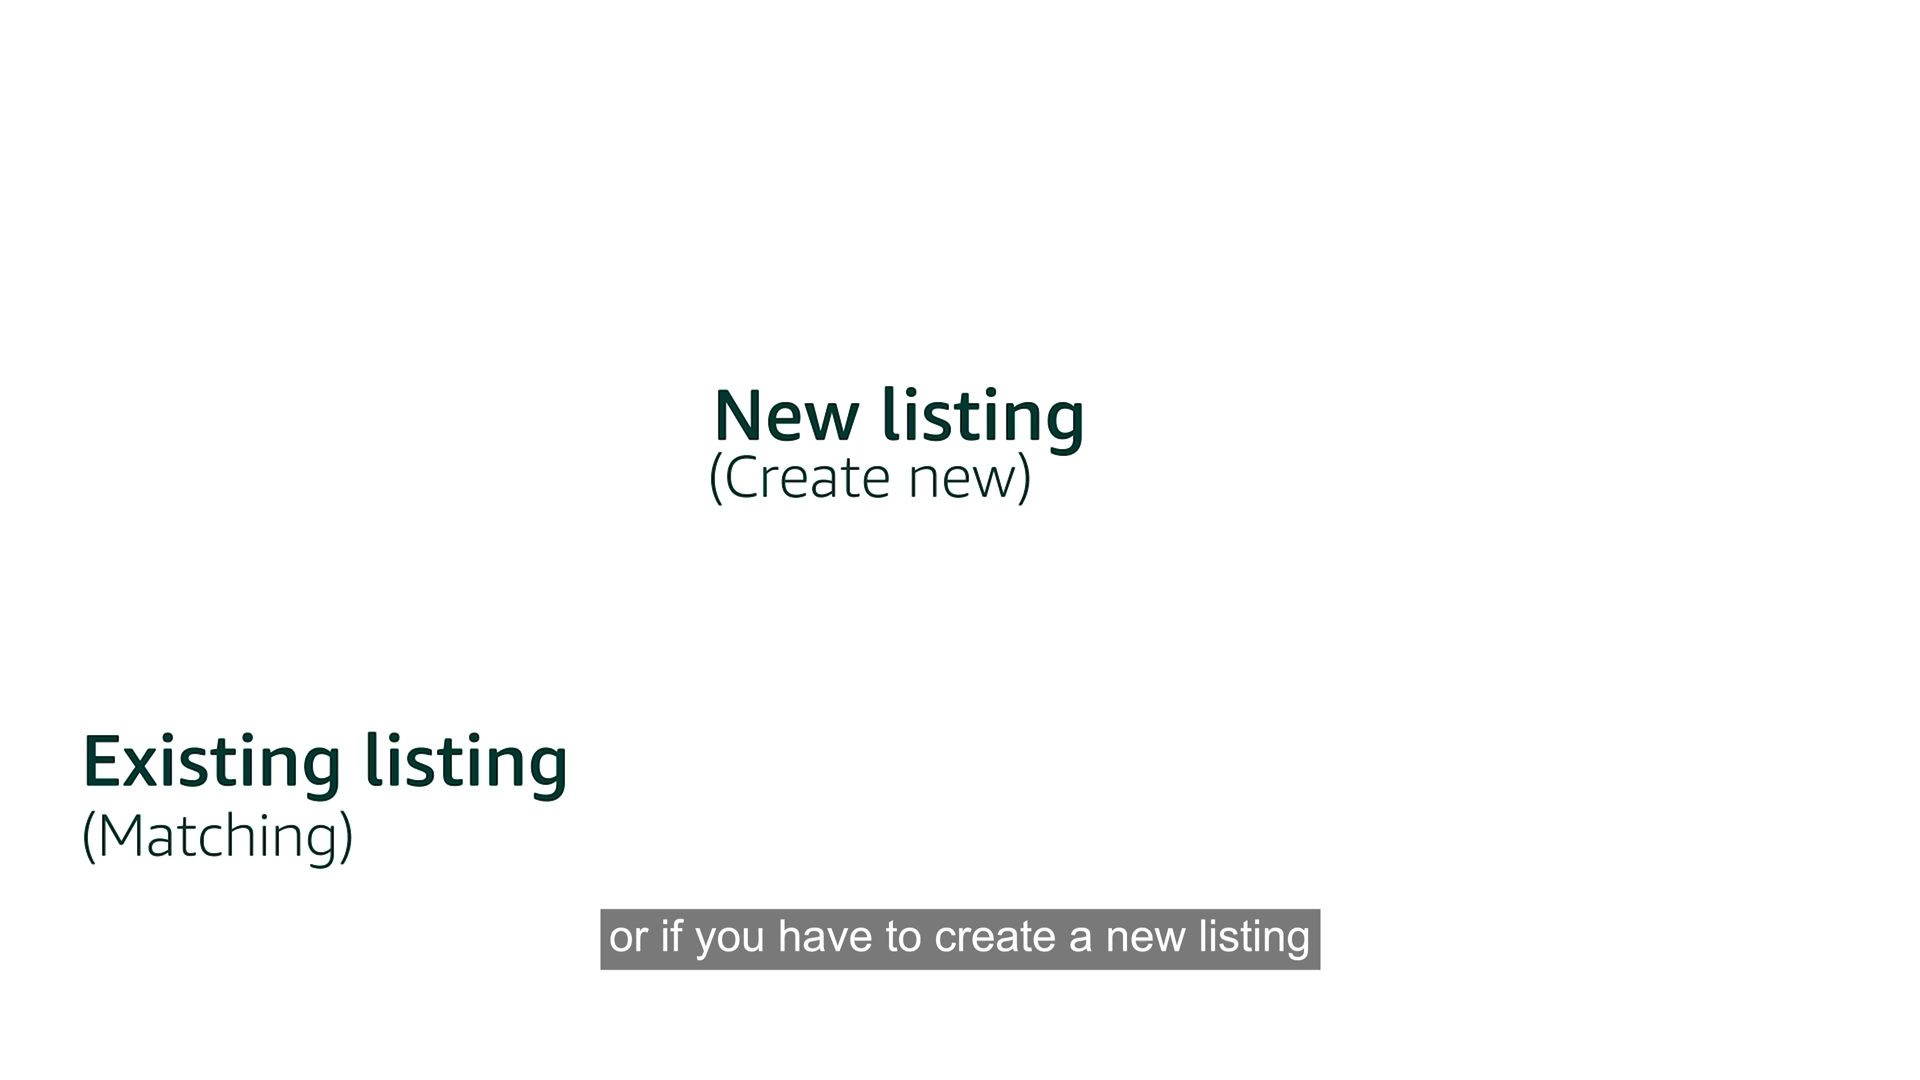 New listing
(Create new)
Existing listing
(Matching)
or if you have to create a new listing